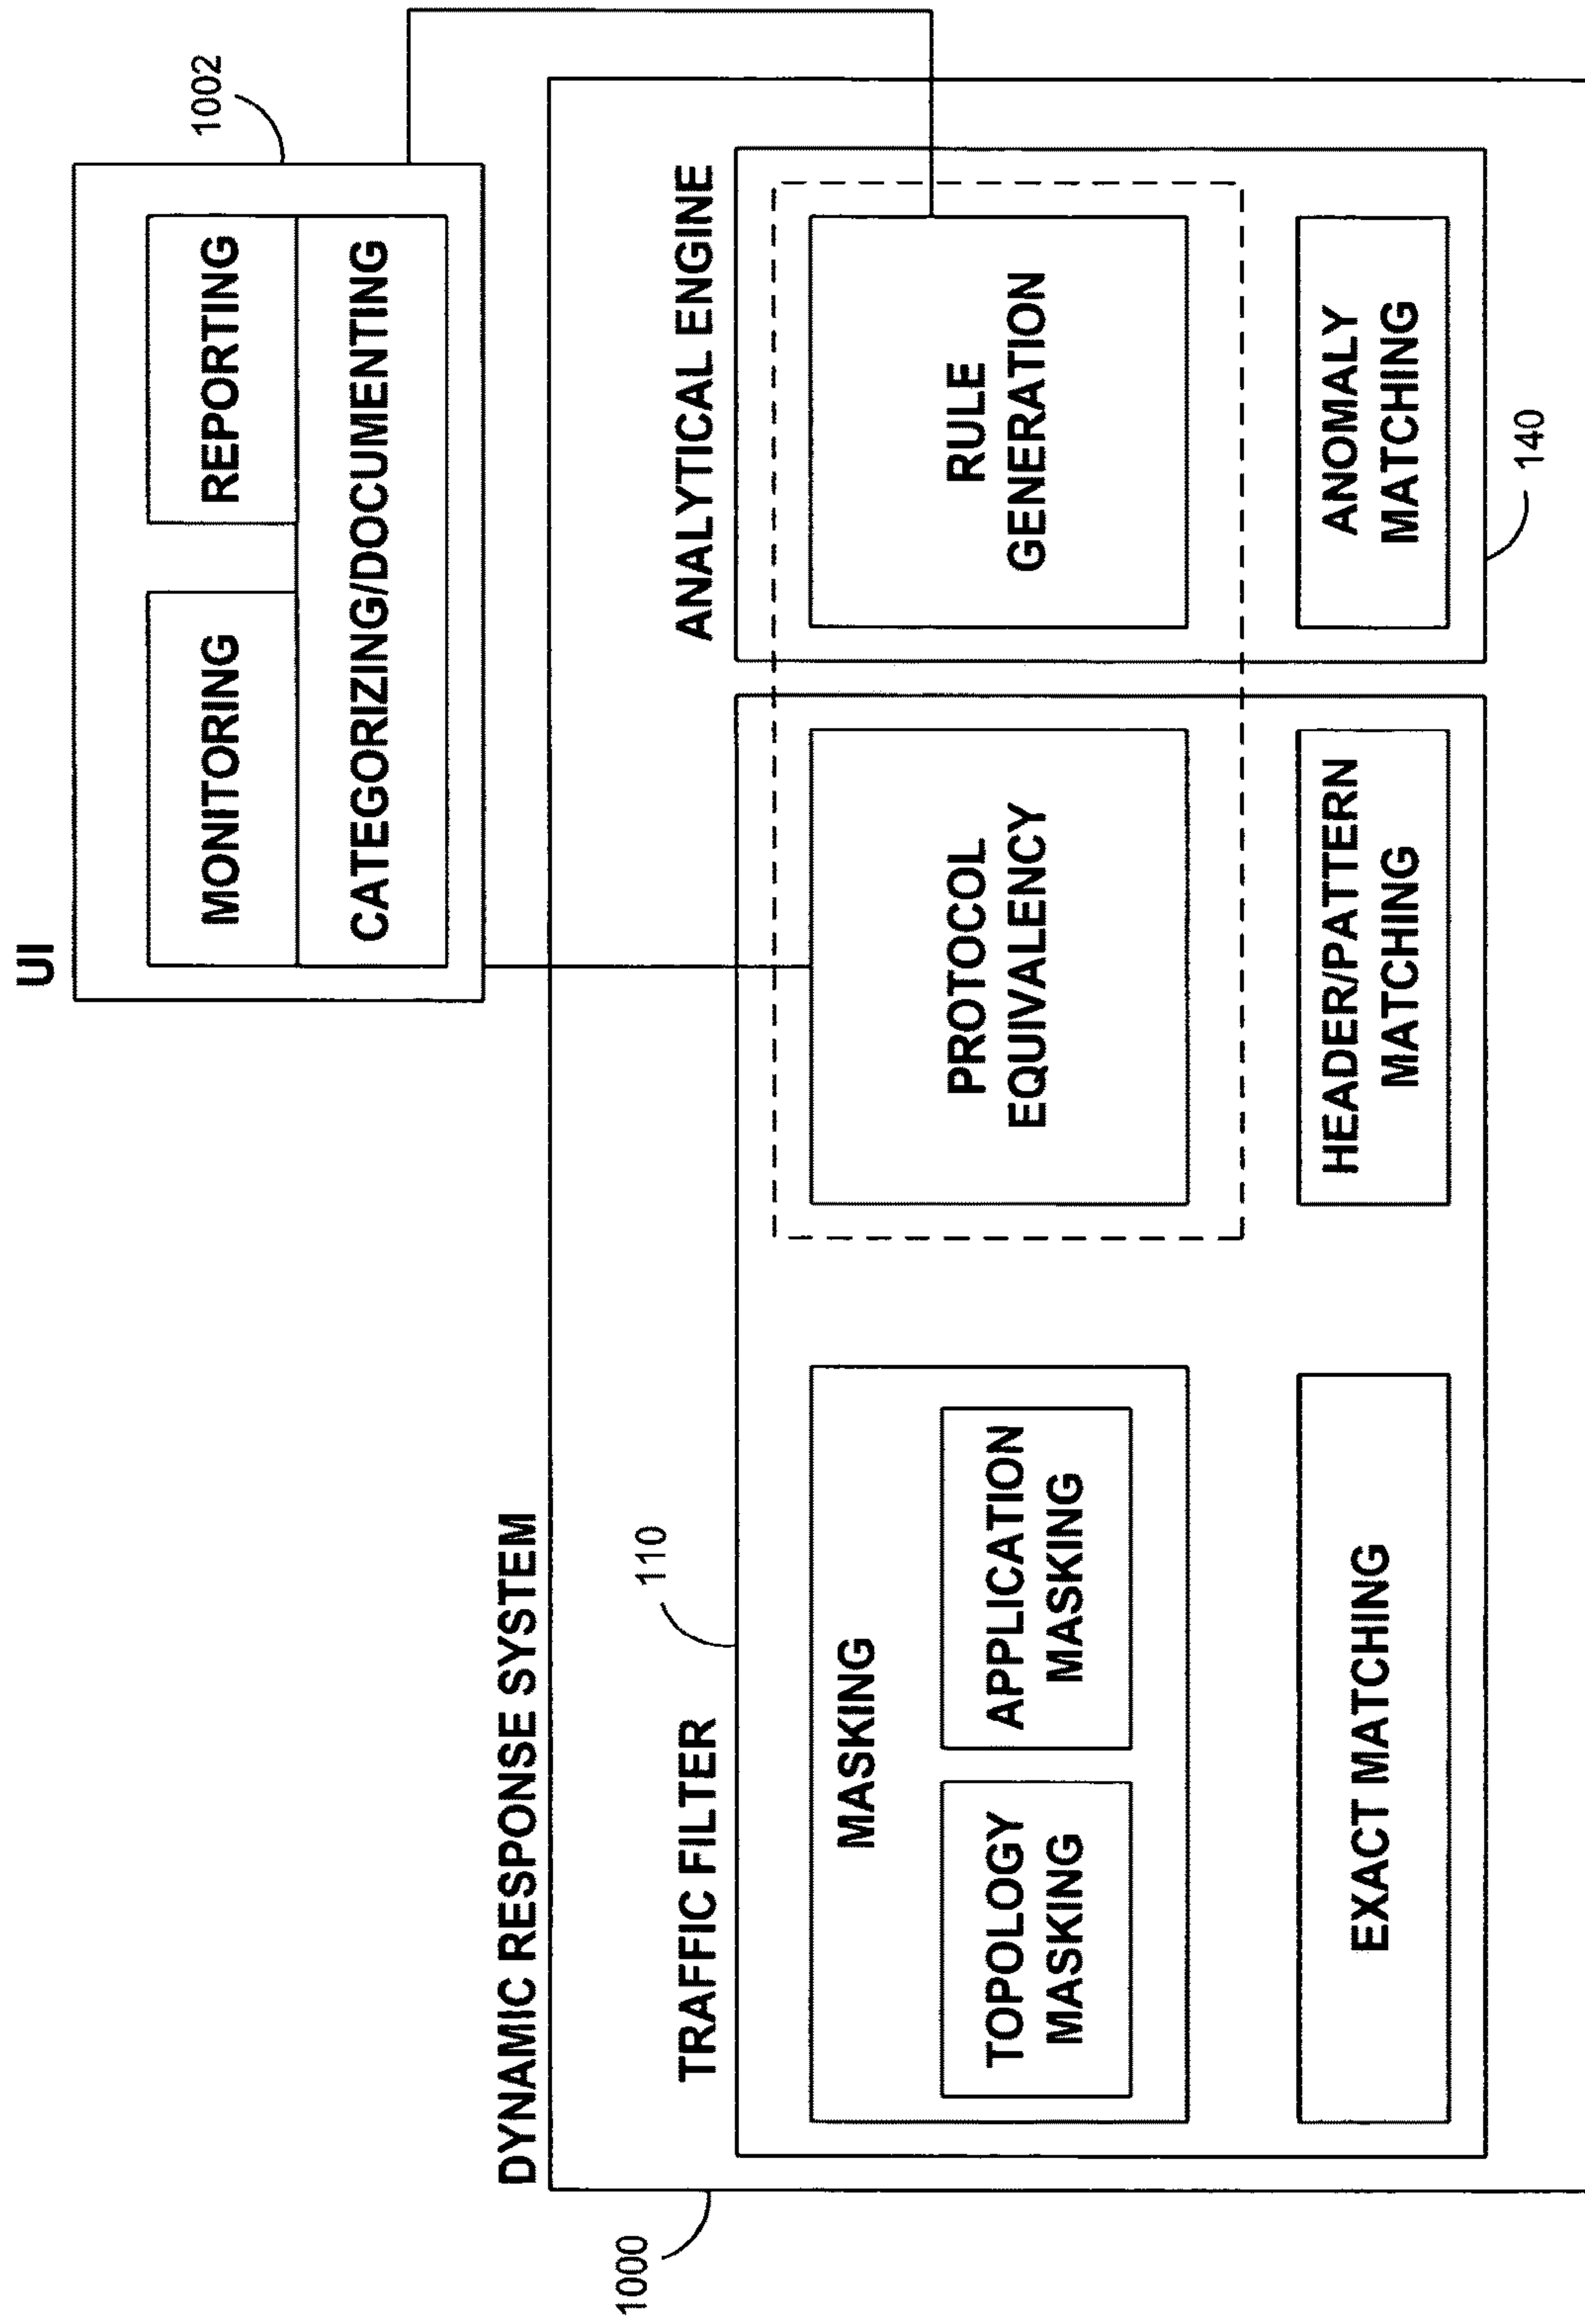 UI
1002
MONITORING
REPORTING
CATEGORIZING/DOCUMENTING
DYNAMIC RESPONSE SYSTEM
1000
TRAFFIC FILTER
110
ANALYTICAL ENGINE
MASKING
TOPOLOGY
MASKING
APPLICATION
MASKING
PROTOCOL
EQUIVALENCY
RULE
GENERATION
EXACT MATCHING
HEADER/PATTERN
MATCHING
ANOMALY
MATCHING
140